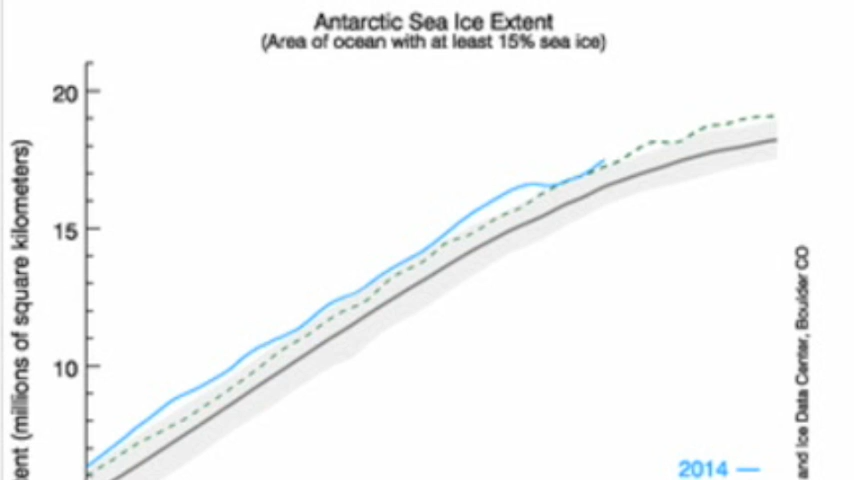 Antarctic Sea Ice Extent
(Area of ocean with at least 15% sea ice)
20
15
10
ent (millions of square kilometers)
2014
and Ice Data Center, Boulder CO